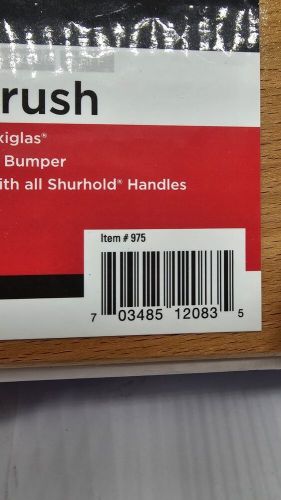 rush
xiglas®
Bumper
ith all Shurhold® Handles
Item # 975
7 03485 12083 5